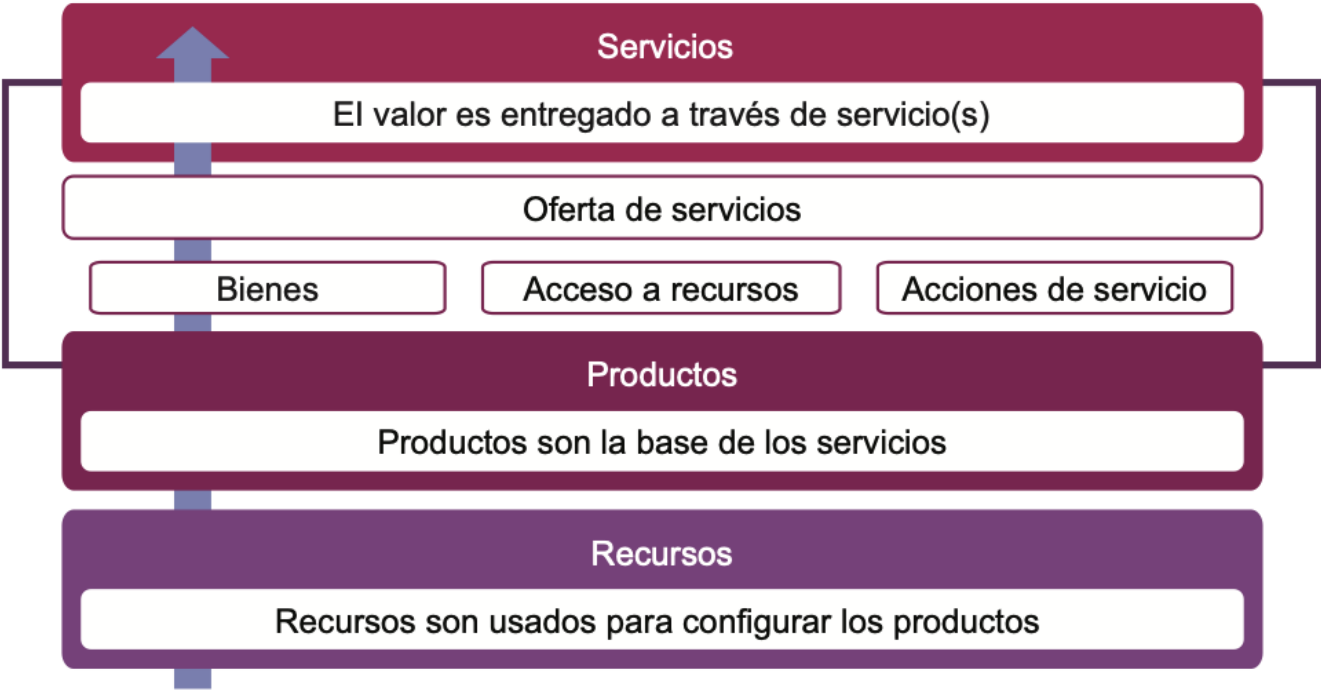 Servicios
El valor es entregado a través de servicio(s)
Oferta de servicios
Bienes
Acceso a recursos
Acciones de servicio
Productos
Productos son la base de los servicios
Recursos
Recursos son usados para configurar los productos